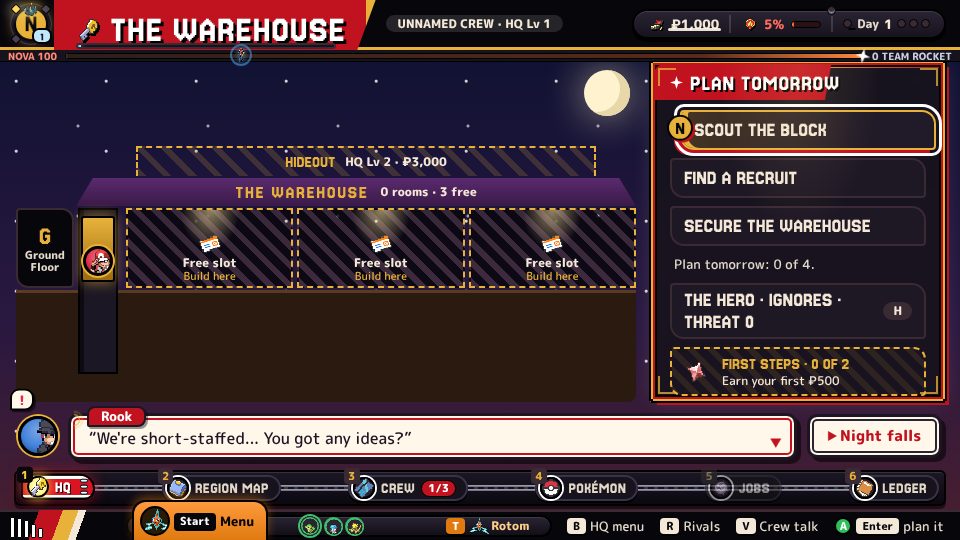 N
1
THE WAREHOUSE
UNNAMED CREW · HQ Lv 1
₽1,000
5%
Day 1
NOVA 100
0 TEAM ROCKET
HIDEOUT HQ Lv 2 · ₽3,000
THE WAREHOUSE 0 rooms · 3 free
G
Ground
Floor
Free slot
Build here
Free slot
Build here
Free slot
Build here
PLAN TOMORROW
N
SCOUT THE BLOCK
FIND A RECRUIT
SECURE THE WAREHOUSE
Plan tomorrow: 0 of 4.
THE HERO · IGNORES ·
THREAT 0
H
FIRST STEPS · 0 OF 2
Earn your first ₽500
!
Rook
“We're short-staffed... You got any ideas?”
Night falls
1 HQ
2 REGION MAP
3 CREW 1/3
4 POKÉMON
5 JOBS
6 LEDGER
Start Menu
T Rotom
B HQ menu
R Rivals
V Crew talk
A Enter plan it